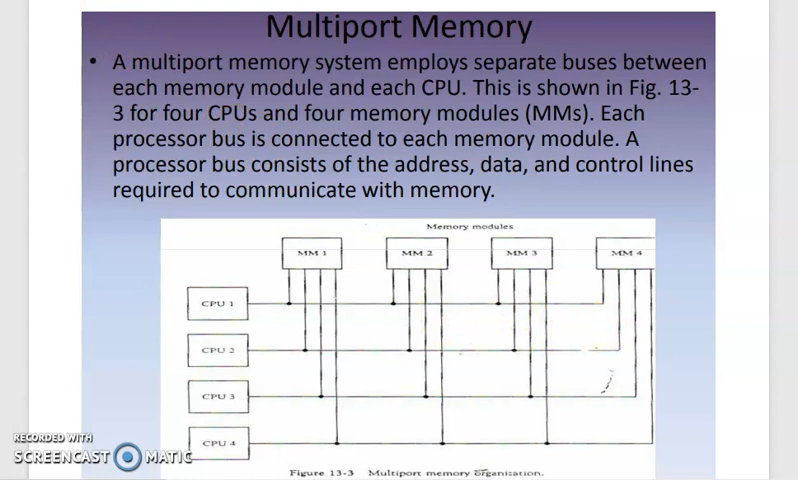 Multiport Memory
• A multiport memory system employs separate buses between
each memory module and each CPU. This is shown in Fig. 13-
3 for four CPUs and four memory modules (MMs). Each
processor bus is connected to each memory module. A
processor bus consists of the address, data, and control lines
required to communicate with memory.
Memory modules
MM 1 MM 2 MM 3 MM 4
CPU 1
CPU 2
CPU 3
CPU 4
Figure 13-3 Multiport memory organization.
RECORDED WITH
SCREENCAST MATIC